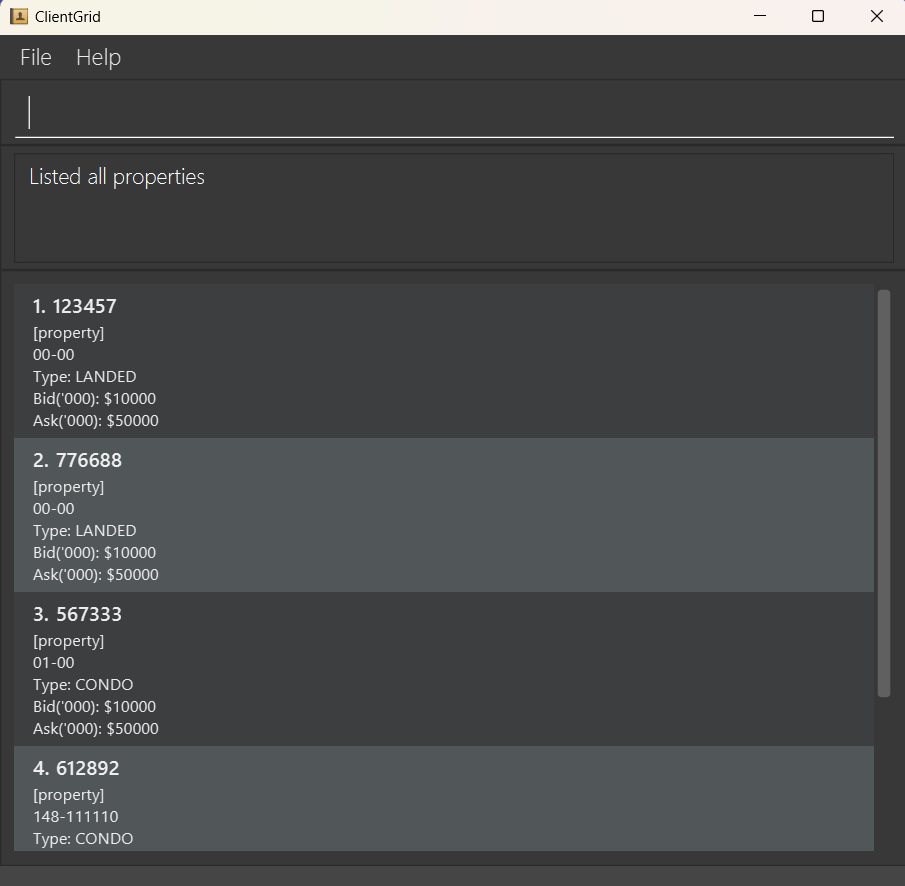 ClientGrid
File Help
Listed all properties
1. 123457
[property]
00-00
Type: LANDED
Bid('000): $10000
Ask('000): $50000
2. 776688
[property]
00-00
Type: LANDED
Bid('000): $10000
Ask('000): $50000
3. 567333
[property]
01-00
Type: CONDO
Bid('000): $10000
Ask('000): $50000
4. 612892
[property]
148-111110
Type: CONDO